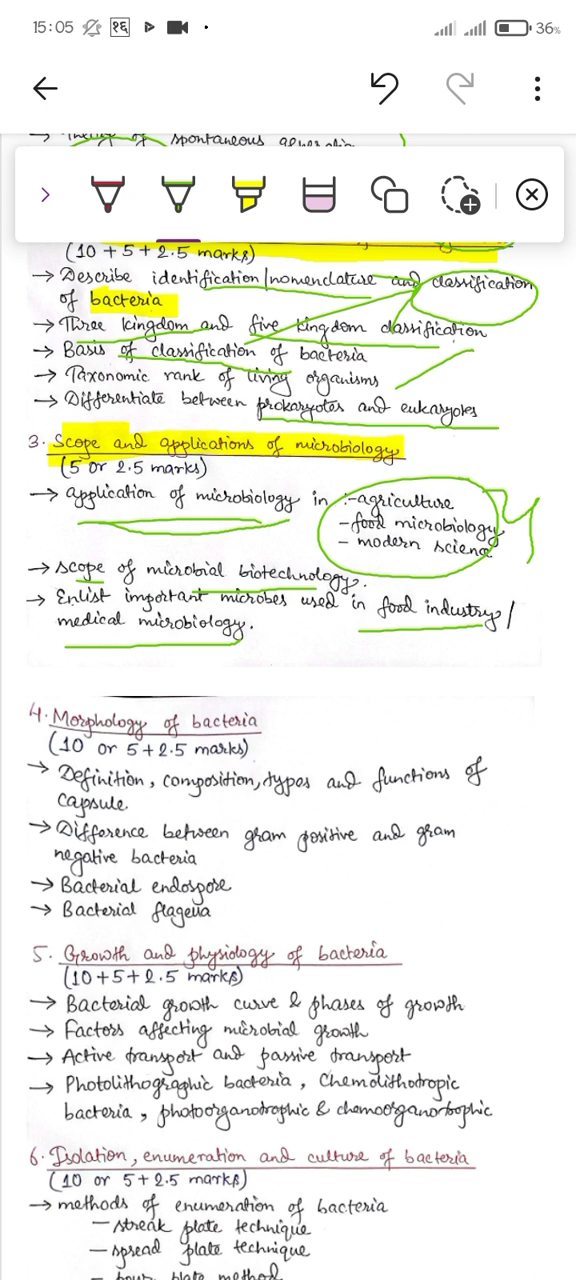 15:05 १६ 36%
→ Theory of spontaneous generatio
(10 + 5 + 2.5 marks)
→ Describe identification/nomenclature and classification
of bacteria
→ Three kingdom and five kingdom classification
→ Basis of classification of bacteria
→ Taxonomic rank of living organisms
→ Differentiate between prokaryotes and eukaryotes
3. Scope and applications of microbiology
(5 or 2.5 marks)
→ application of microbiology in :-agriculture
-food microbiology
- modern science
→ scope of microbial biotechnology.
→ Enlist important microbes used in food industry/
medical microbiology.
4. Morphology of bacteria
(10 or 5+2.5 marks)
→ Definition, composition, types and functions of
capsule.
→ Difference between gram positive and gram
negative bacteria
→ Bacterial endospore
→ Bacterial flagella
5. Growth and physiology of bacteria
(10+5+2.5 marks)
→ Bacterial growth curve & phases of growth
→ Factors affecting microbial growth
→ Active transport and passive transport
→ Photolithographic bacteria, Chemolithotropic
bacteria, photoorganotrophic & chemoorganotrophic
6. Isolation, enumeration and culture of bacteria
(10 or 5+2.5 marks)
→ methods of enumeration of bacteria
- streak plate technique
- spread plate technique
- pour plate method